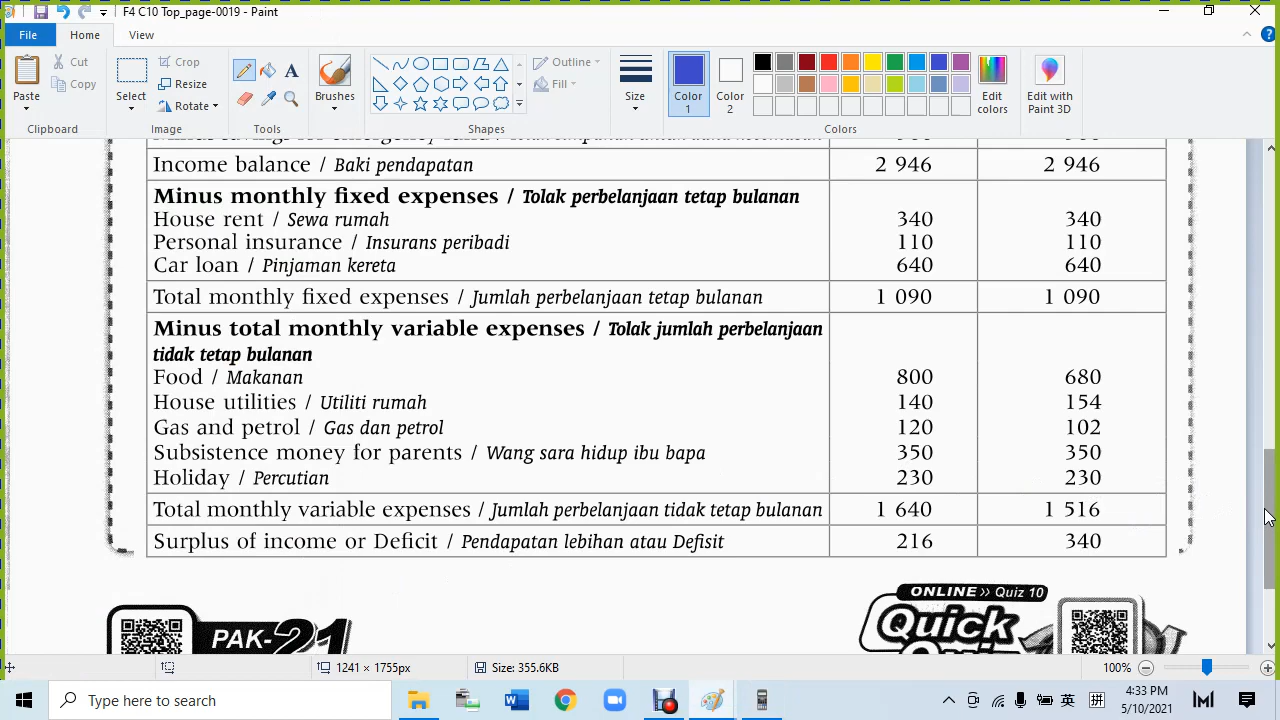 F4 C10 Top_page-0019 - Paint
File Home View
Paste Cut Copy
Clipboard
Select Crop Resize Rotate
Image
A
Tools
Brushes
Outline Fill
Shapes
Size
Color 1
Color 2
Edit colors
Colors
Edit with Paint 3D
Income balance / Baki pendapatan 2 946 2 946
Minus monthly fixed expenses / Tolak perbelanjaan tetap bulanan
House rent / Sewa rumah 340 340
Personal insurance / Insurans peribadi 110 110
Car loan / Pinjaman kereta 640 640
Total monthly fixed expenses / Jumlah perbelanjaan tetap bulanan 1 090 1 090
Minus total monthly variable expenses / Tolak jumlah perbelanjaan
tidak tetap bulanan
Food / Makanan 800 680
House utilities / Utiliti rumah 140 154
Gas and petrol / Gas dan petrol 120 102
Subsistence money for parents / Wang sara hidup ibu bapa 350 350
Holiday / Percutian 230 230
Total monthly variable expenses / Jumlah perbelanjaan tidak tetap bulanan 1 640 1 516
Surplus of income or Deficit / Pendapatan lebihan atau Defisit 216 340
PAK-21
ONLINE >> Quiz 10
Quick
1241 × 1755px
Size: 355.6KB
100%
Type here to search
英 拼
4:33 PM
5/10/2021